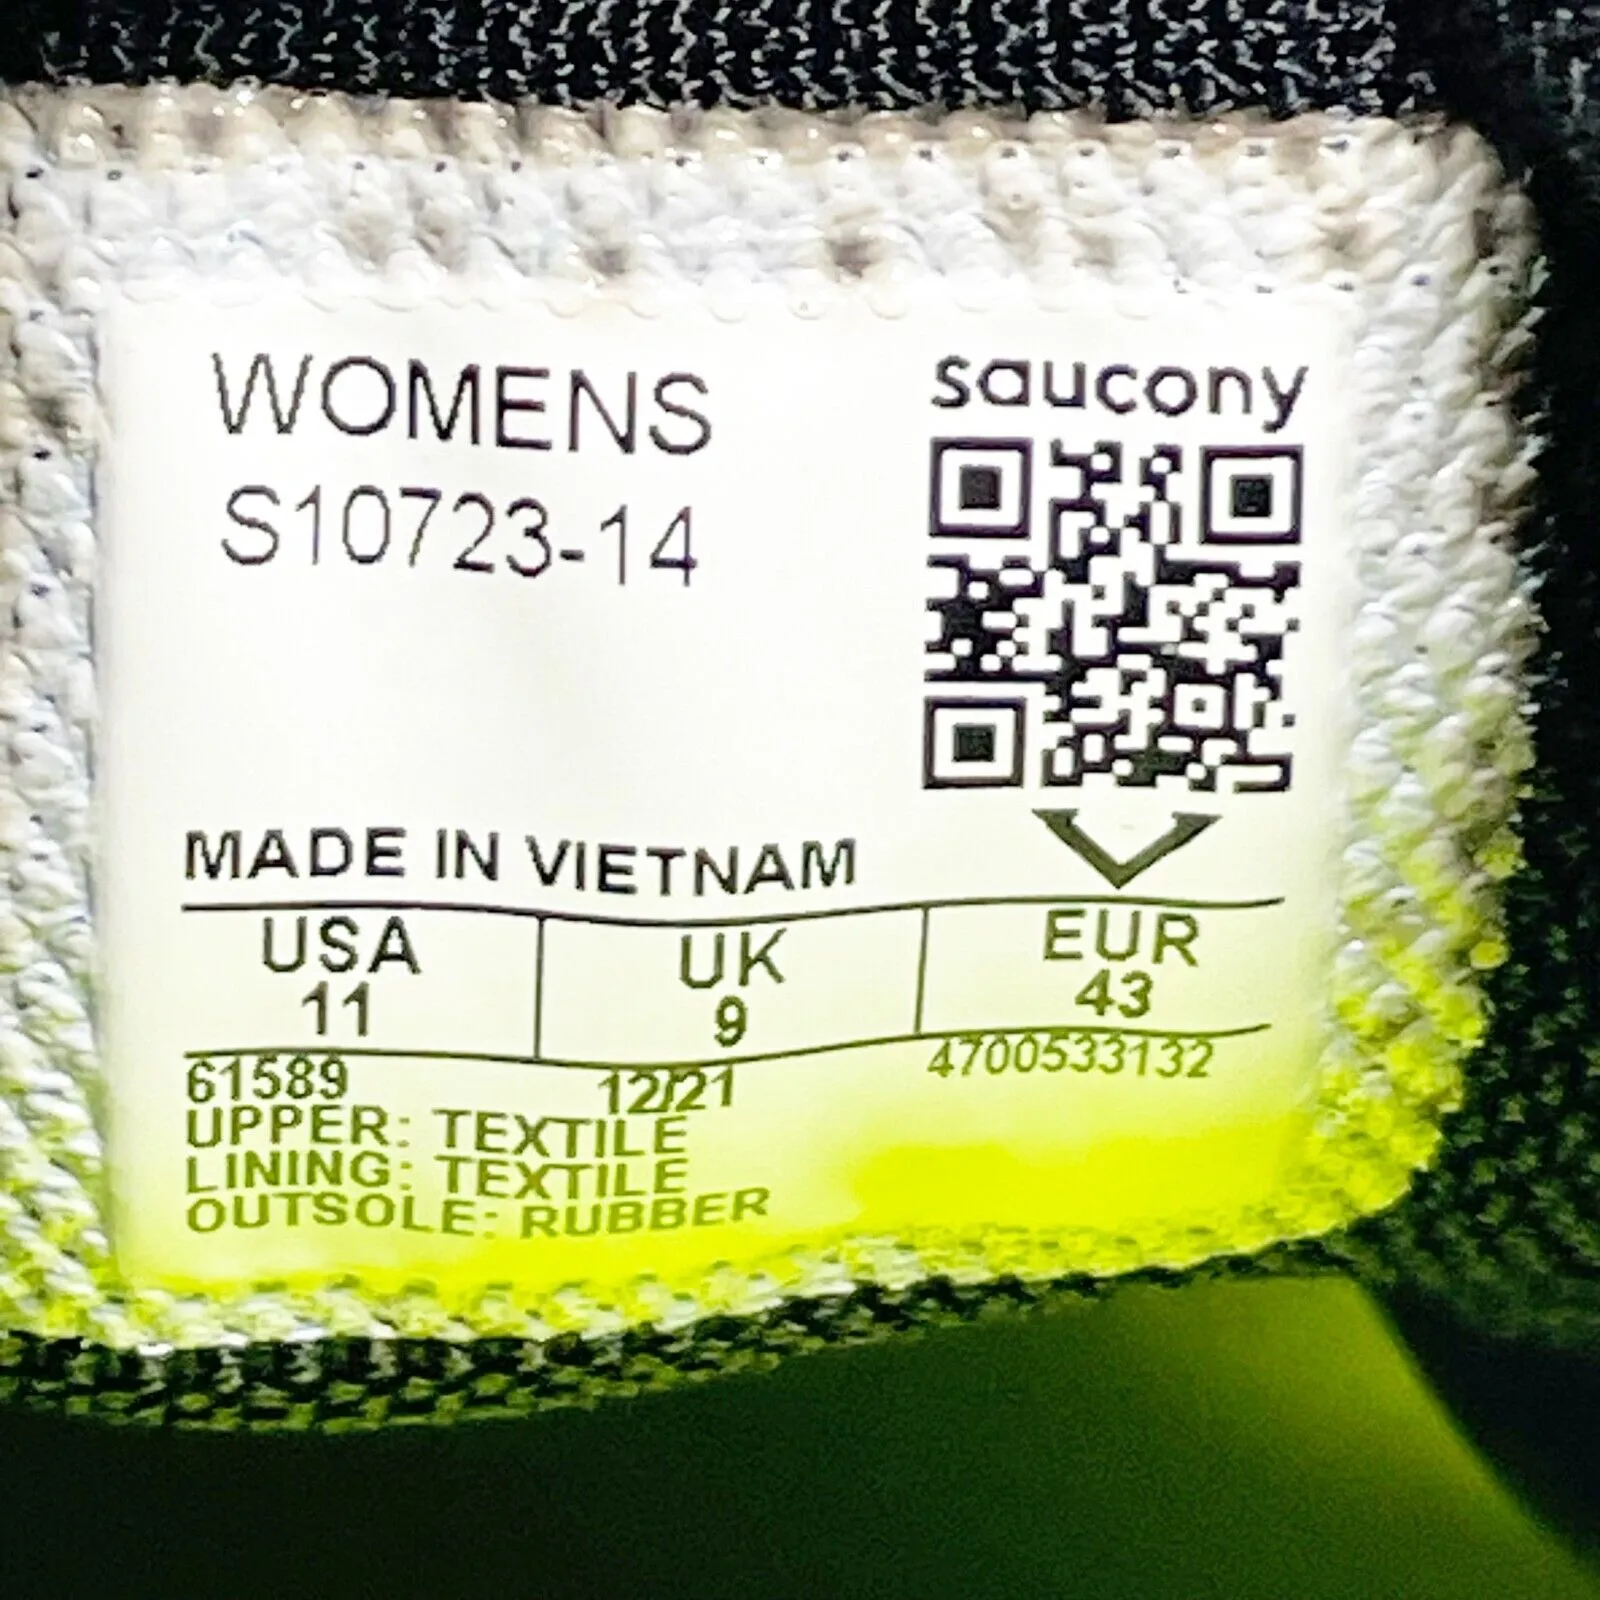 WOMENS
S10723-14
saucony
MADE IN VIETNAM
USA UK EUR
11 9 43
61589 12/21 4700533132
UPPER: TEXTILE
LINING: TEXTILE
OUTSOLE: RUBBER